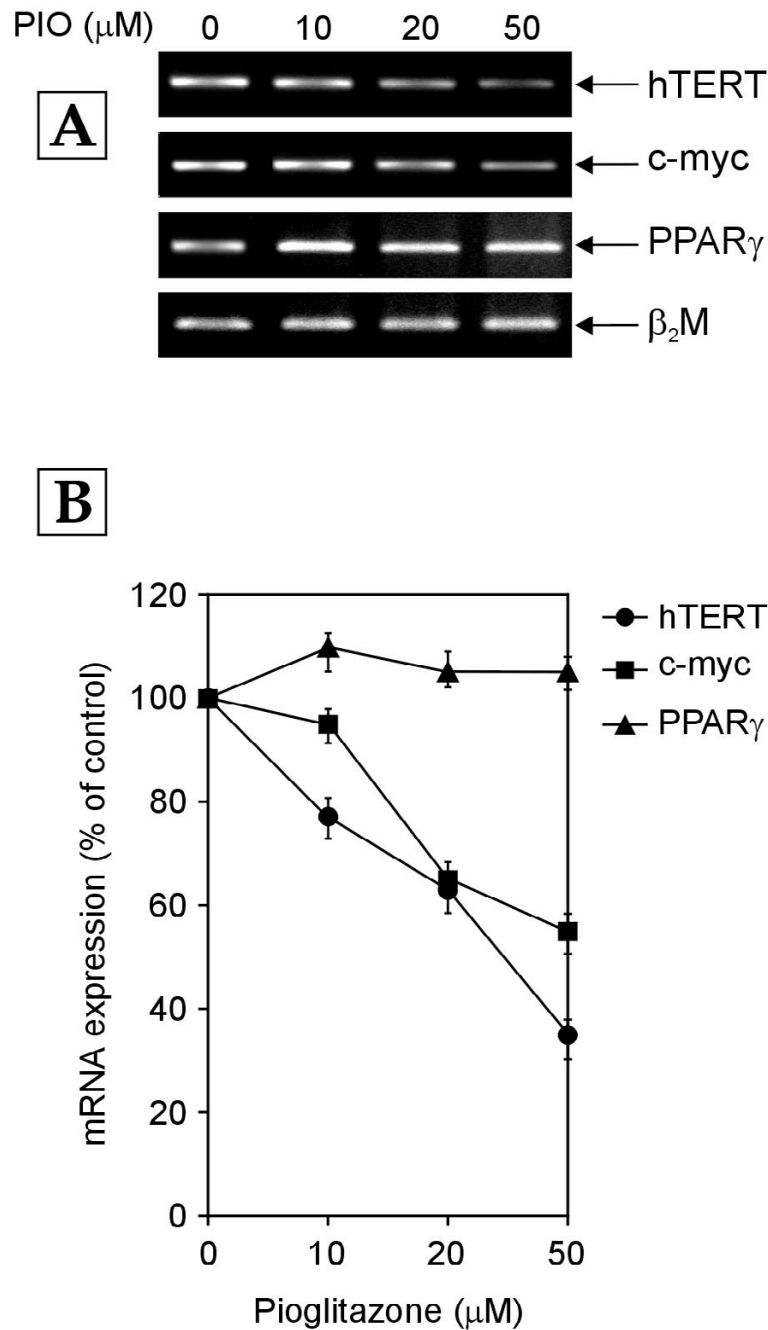 PIO (μM) 0 10 20 50
hTERT
A
c-myc
PPARγ
β₂M
B
120
100
80
60
40
20
0
mRNA expression (% of control)
0 10 20 50
Pioglitazone (μM)
hTERT
c-myc
PPARγ